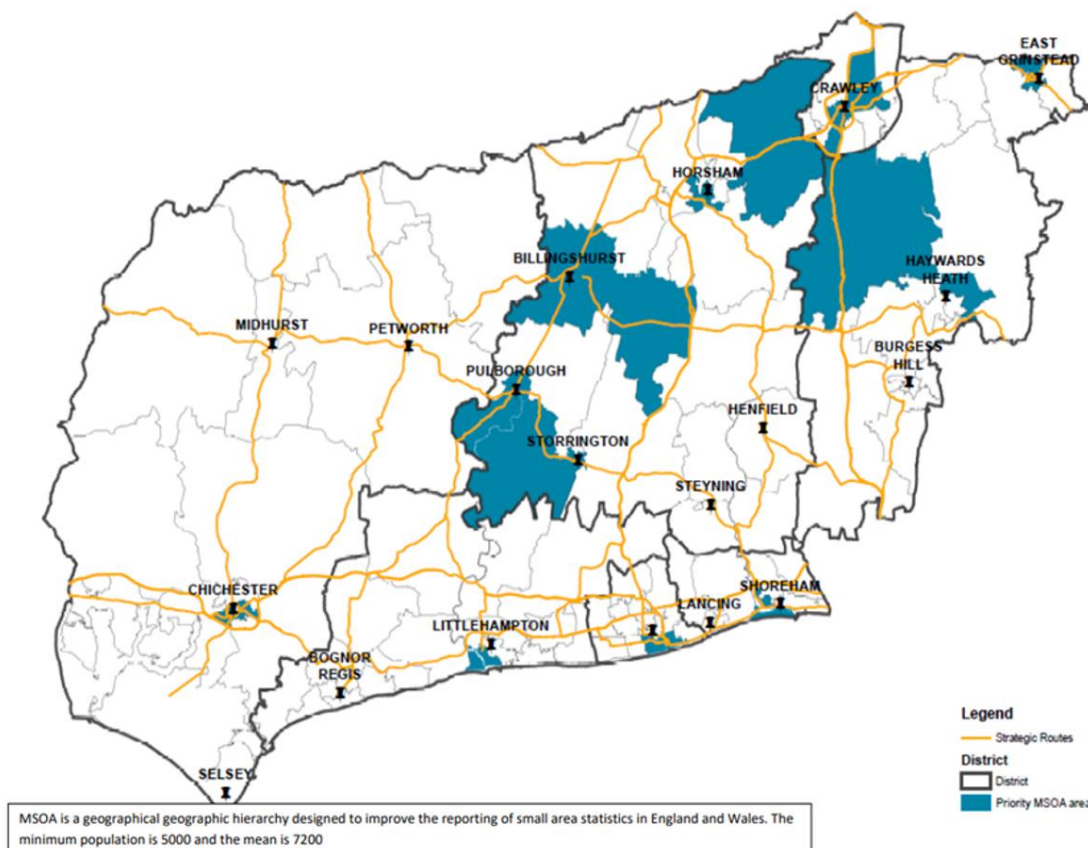 EAST
GRINSTEAD
CRAWLEY
HORSHAM
BILLINGSHURST
HAYWARDS
HEATH
MIDHURST
PETWORTH
BURGESS
HILL
PULBOROUGH
HENFIELD
STORRINGTON
STEYNING
CHICHESTER
SHOREHAM
LANCING
LITTLEHAMPTON
BOGNOR
REGIS
SELSEY
Legend
Strategic Routes
District
District
Priority MSOA area
MSOA is a geographical geographic hierarchy designed to improve the reporting of small area statistics in England and Wales. The
minimum population is 5000 and the mean is 7200